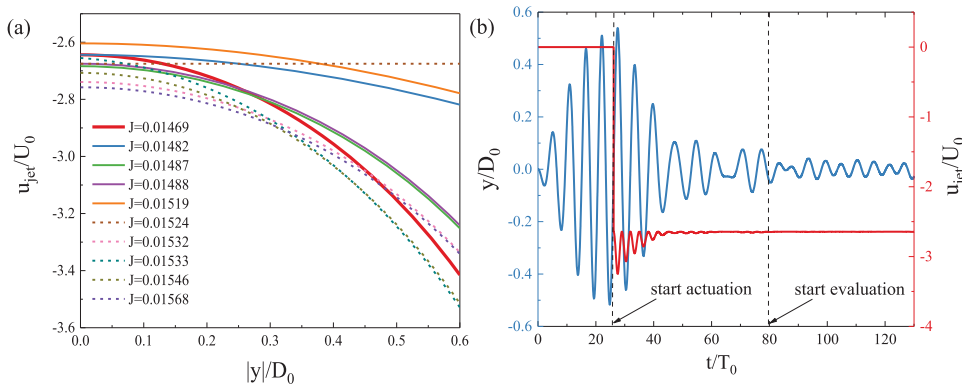 (a)
u_jet/U_0
-2.6
-2.8
-3.0
-3.2
-3.4
-3.6
J=0.01469
J=0.01482
J=0.01487
J=0.01488
J=0.01519
J=0.01524
J=0.01532
J=0.01533
J=0.01546
J=0.01568
0.0 0.1 0.2 0.3 0.4 0.5 0.6
|y|/D_0
(b)
y/D_0
0.6
0.4
0.2
0.0
-0.2
-0.4
-0.6
start actuation
start evaluation
0 20 40 60 80 100 120
t/T_0
0
-1
-2
-3
-4
u_jet/U_0